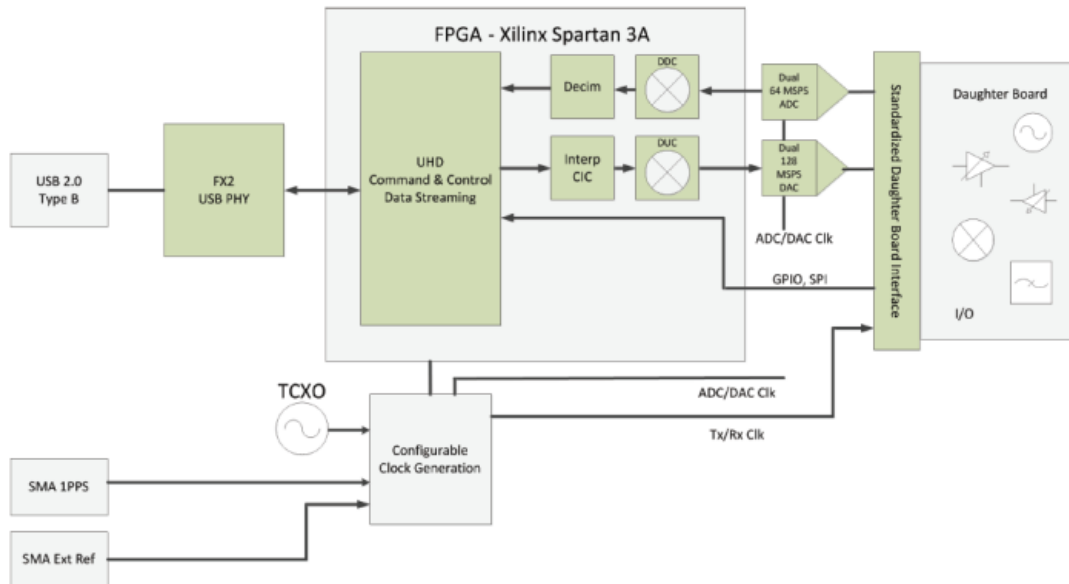 FPGA - Xilinx Spartan 3A
DDC
Decim
Dual
64 MSPS
ADC
Daughter Board
UHD
Command & Control
Data Streaming
DUC
Interp
CIC
Dual
128
MSPS
DAC
USB 2.0
Type B
FX2
USB PHY
Standardized Daughter Board Interface
ADC/DAC Clk
GPIO, SPI
I/O
TCXO
ADC/DAC Clk
Tx/Rx Clk
Configurable
Clock Generation
SMA 1PPS
SMA Ext Ref